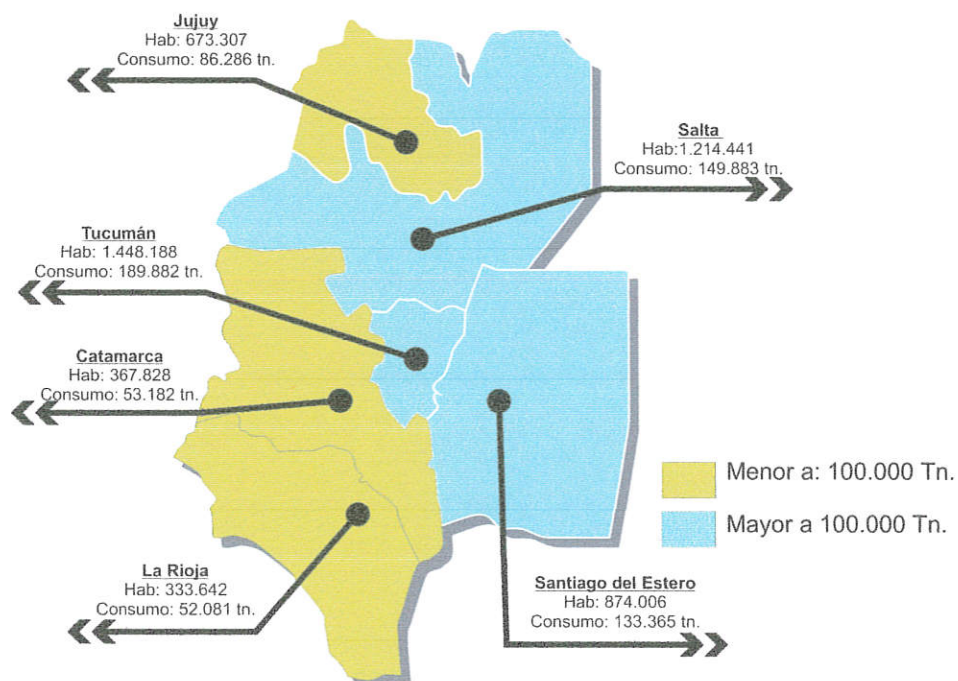 Jujuy
Hab: 673.307
Consumo: 86.286 tn.
Salta
Hab:1.214.441
Consumo: 149.883 tn.
Tucumán
Hab: 1.448.188
Consumo: 189.882 tn.
Catamarca
Hab: 367.828
Consumo: 53.182 tn.
Menor a: 100.000 Tn.
Mayor a 100.000 Tn.
La Rioja
Hab: 333.642
Consumo: 52.081 tn.
Santiago del Estero
Hab: 874.006
Consumo: 133.365 tn.